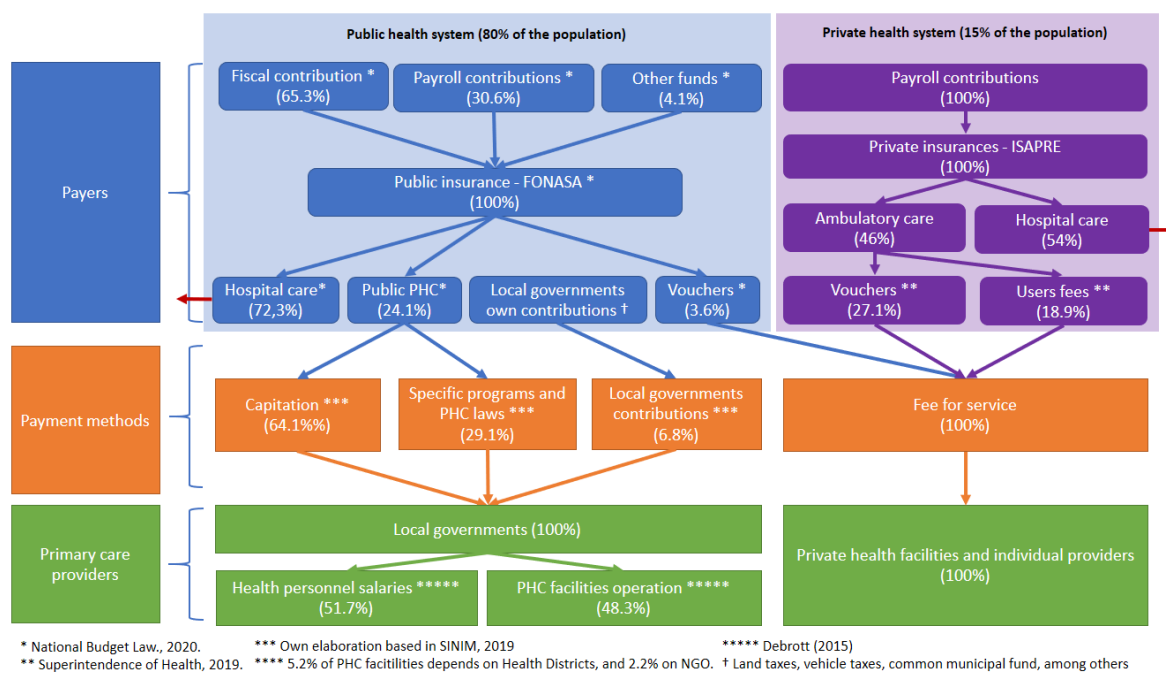 Public health system (80% of the population)
Private health system (15% of the population)
Payers
Fiscal contribution *
(65.3%)
Payroll contributions *
(30.6%)
Other funds *
(4.1%)
Payroll contributions
(100%)
Private insurances - ISAPRE
(100%)
Public insurance - FONASA *
(100%)
Ambulatory care
(46%)
Hospital care
(54%)
Hospital care*
(72,3%)
Public PHC*
(24.1%)
Local governments
own contributions †
Vouchers *
(3.6%)
Vouchers **
(27.1%)
Users fees **
(18.9%)
Payment methods
Capitation ***
(64.1%%)
Specific programs and
PHC laws ***
(29.1%)
Local governments
contributions ***
(6.8%)
Fee for service
(100%)
Primary care
providers
Local governments (100%)
Health personnel salaries *****
(51.7%)
PHC facilities operation *****
(48.3%)
Private health facilities and individual providers
(100%)
* National Budget Law., 2020.
*** Own elaboration based in SINIM, 2019
***** Debrott (2015)
** Superintendence of Health, 2019.
**** 5.2% of PHC facitilities depends on Health Districts, and 2.2% on NGO.
† Land taxes, vehicle taxes, common municipal fund, among others